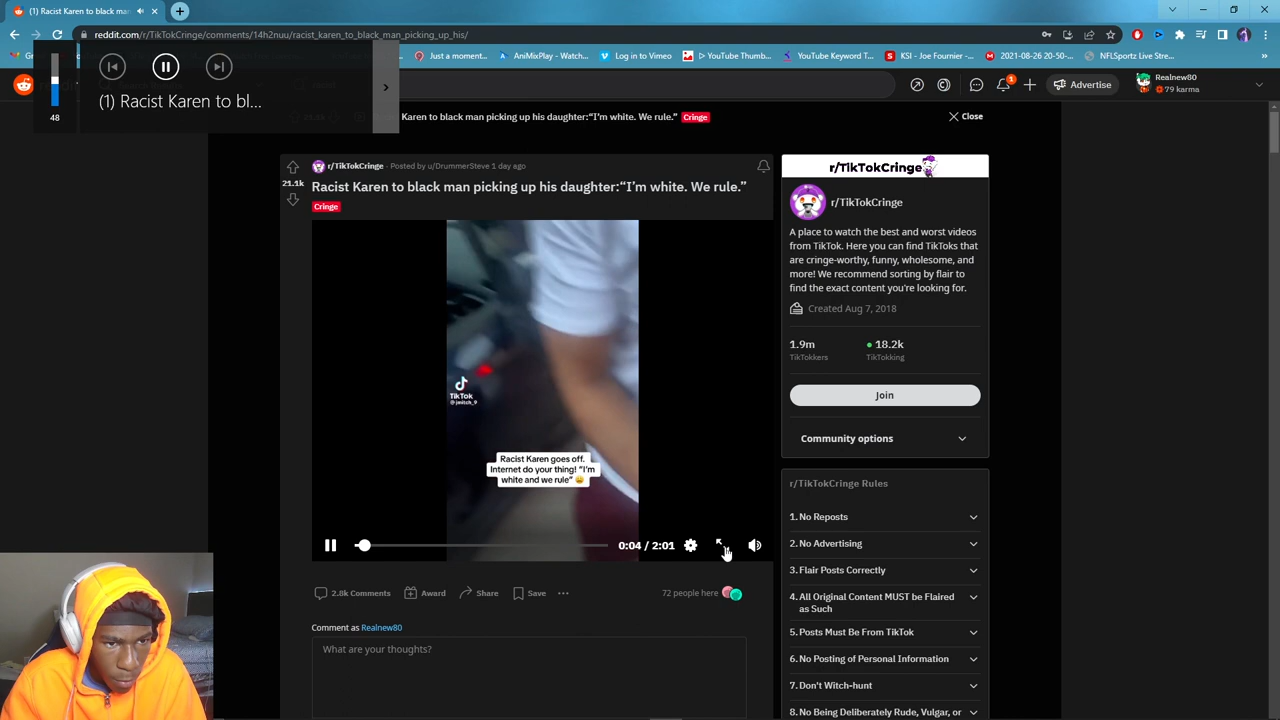 (1) Racist Karen to black man
reddit.com/r/TikTokCringe/comments/14h2nuu/racist_karen_to_black_man_picking_up_his/
Just a moment...
AniMixPlay - Watch...
Log in to Vimeo
▷ YouTube Thumb...
YouTube Keyword T...
KSI - Joe Fournier -...
2021-08-26 20-50-...
NFLSportz Live Stre...
48
(1) Racist Karen to bl...
1
Advertise
Realnew80
79 karma
Karen to black man picking up his daughter:“I’m white. We rule.”
Cringe
Close
r/TikTokCringe · Posted by u/DrummerSteve 1 day ago
21.1k
Racist Karen to black man picking up his daughter:“I’m white. We rule.”
Cringe
TikTok
@jmitch_9
Racist Karen goes off.
Internet do your thing! “I’m
white and we rule” 😩
0:04 / 2:01
2.8k Comments
Award
Share
Save
72 people here
Comment as Realnew80
What are your thoughts?
r/TikTokCringe
r/TikTokCringe
A place to watch the best and worst videos
from TikTok. Here you can find TikToks that
are cringe-worthy, funny, wholesome, and
more! We recommend sorting by flair to
find the exact content you're looking for.
Created Aug 7, 2018
1.9m
TikTokkers
18.2k
TikTokking
Join
Community options
r/TikTokCringe Rules
1. No Reposts
2. No Advertising
3. Flair Posts Correctly
4. All Original Content MUST be Flaired
as Such
5. Posts Must Be From TikTok
6. No Posting of Personal Information
7. Don't Witch-hunt
8. No Being Deliberately Rude, Vulgar, or